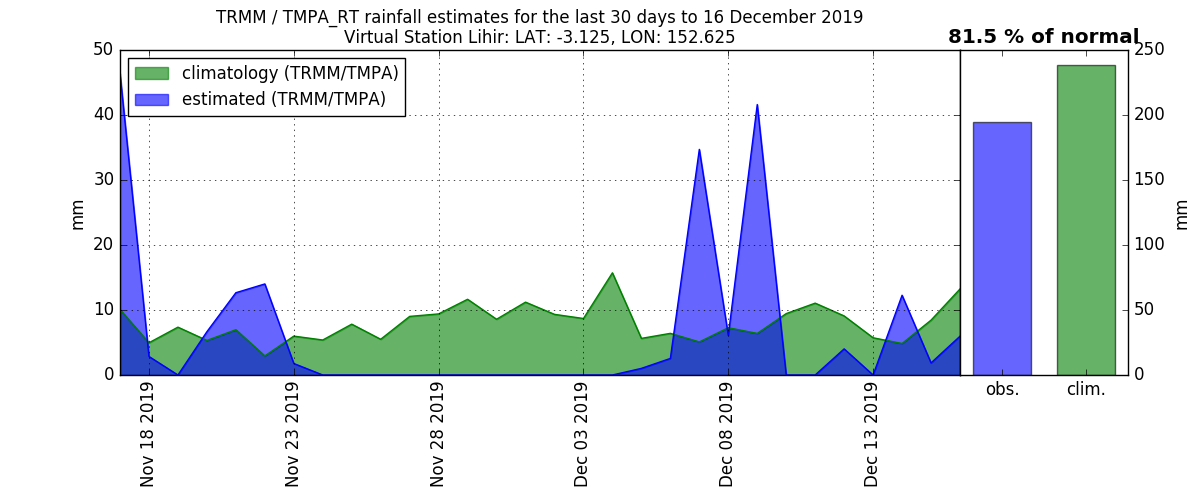 TRMM / TMPA_RT rainfall estimates for the last 30 days to 16 December 2019
Virtual Station Lihir: LAT: -3.125, LON: 152.625
81.5 % of normal
climatology (TRMM/TMPA)
estimated (TRMM/TMPA)
50
40
30
20
10
0
mm
Nov 18 2019
Nov 23 2019
Nov 28 2019
Dec 03 2019
Dec 08 2019
Dec 13 2019
obs.
clim.
250
200
150
100
50
0
mm